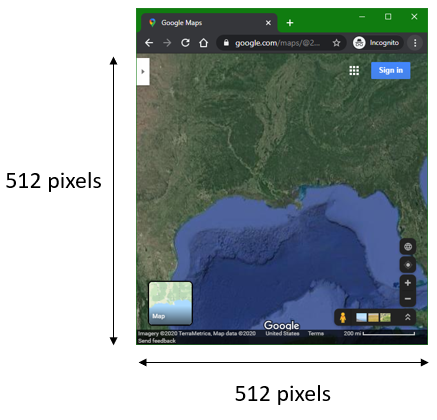 Google Maps
google.com/maps/@2... Incognito
Sign in
512 pixels
Map
Google
Imagery ©2020 TerraMetrics, Map data ©2020 United States Terms 200 mi
Send feedback
512 pixels